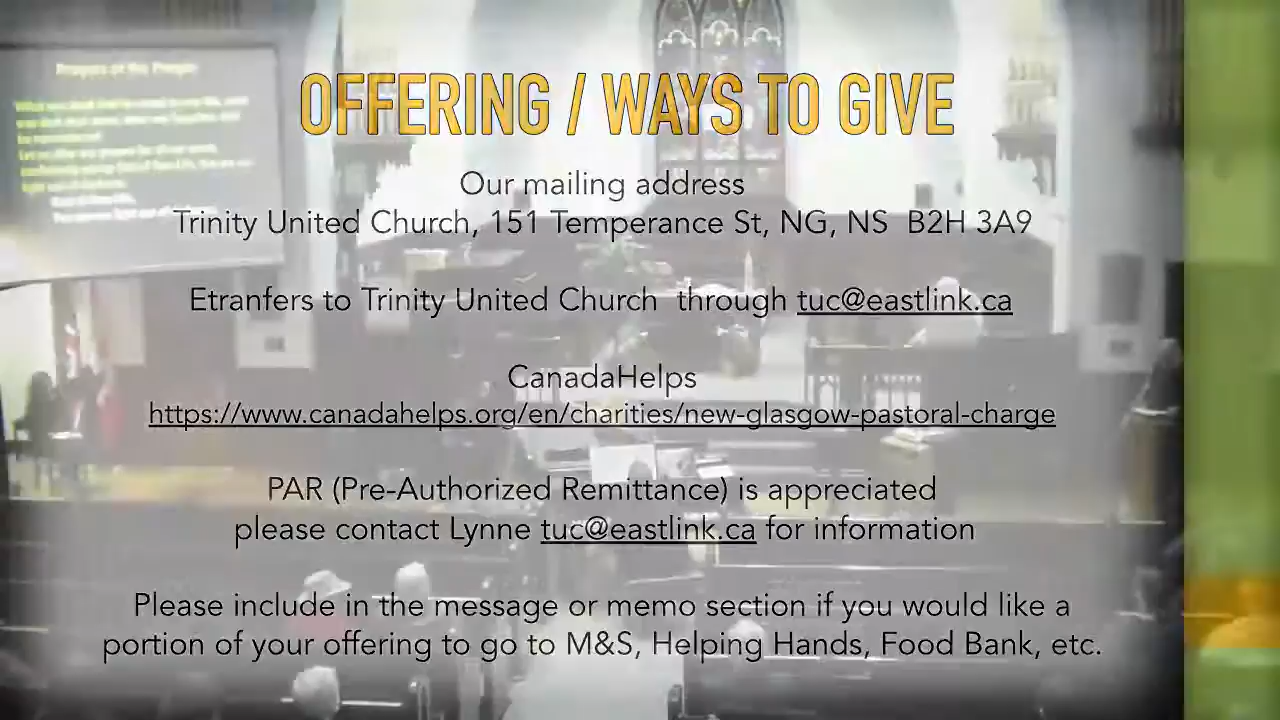 Prayers of the People
OFFERING / WAYS TO GIVE
Our mailing address
Trinity United Church, 151 Temperance St, NG, NS B2H 3A9
Etranfers to Trinity United Church through tuc@eastlink.ca
CanadaHelps
https://www.canadahelps.org/en/charities/new-glasgow-pastoral-charge
PAR (Pre-Authorized Remittance) is appreciated
please contact Lynne tuc@eastlink.ca for information
Please include in the message or memo section if you would like a
portion of your offering to go to M&S, Helping Hands, Food Bank, etc.